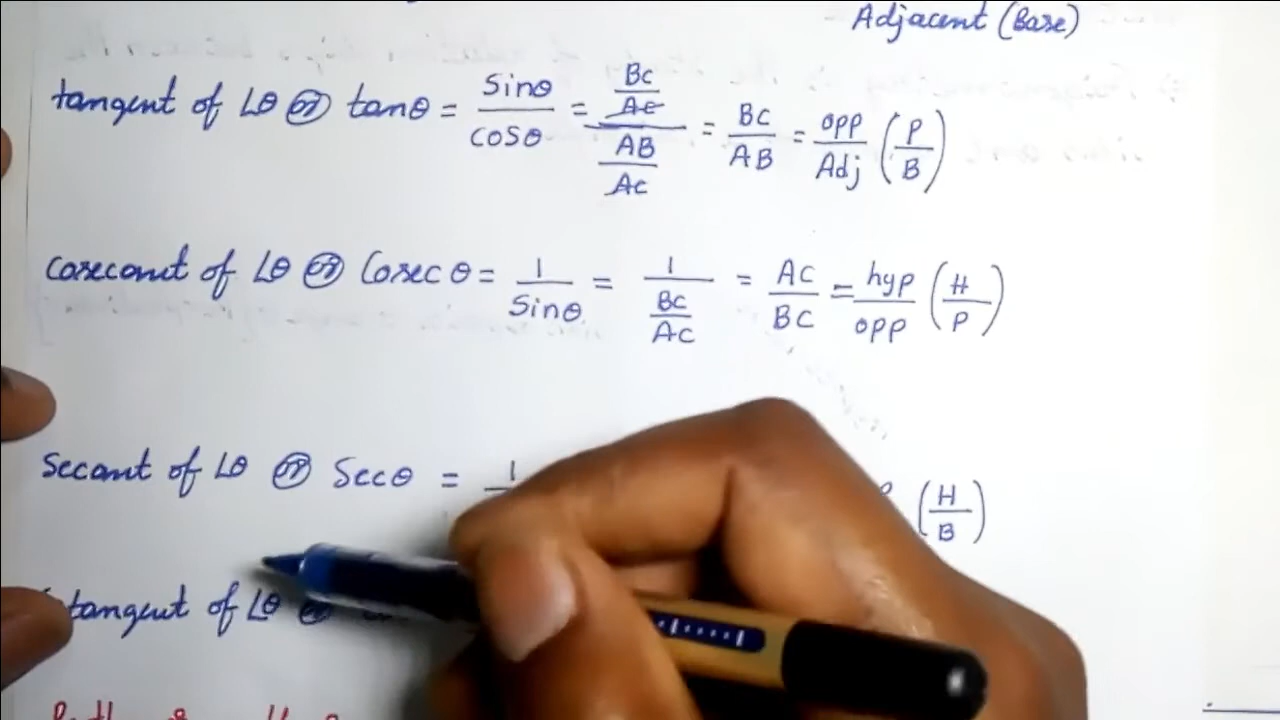 Adjacent (Base)
tangent of ∠θ or tanθ = Sinθ/cosθ = (BC/AC)/(AB/AC) = BC/AB = opp/Adj (P/B)
cosecant of ∠θ or Cosec θ = 1/Sinθ = 1/(BC/AC) = AC/BC = hyp/opp (H/P)
Secant of ∠θ or Secθ = 1 (H/B)
tangent of ∠θ